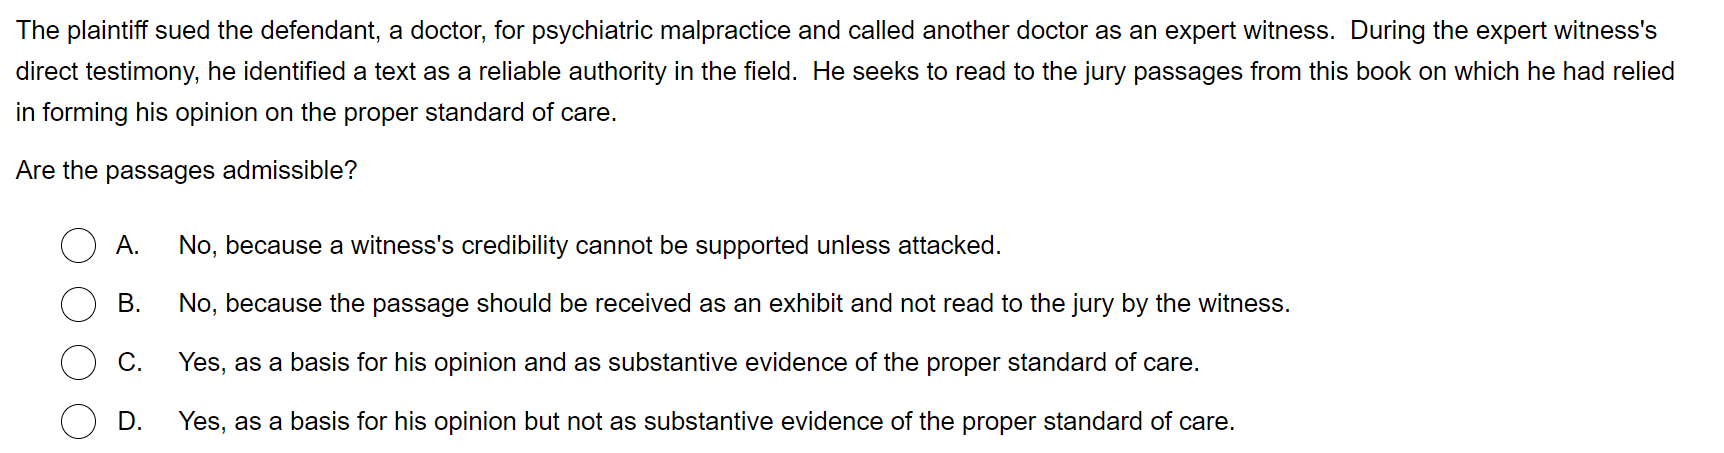 The plaintiff sued the defendant, a doctor, for psychiatric malpractice and called another doctor as an expert witness.  During the expert witness's
direct testimony, he identified a text as a reliable authority in the field.  He seeks to read to the jury passages from this book on which he had relied
in forming his opinion on the proper standard of care.
Are the passages admissible?
A. No, because a witness's credibility cannot be supported unless attacked.
B. No, because the passage should be received as an exhibit and not read to the jury by the witness.
C. Yes, as a basis for his opinion and as substantive evidence of the proper standard of care.
D. Yes, as a basis for his opinion but not as substantive evidence of the proper standard of care.